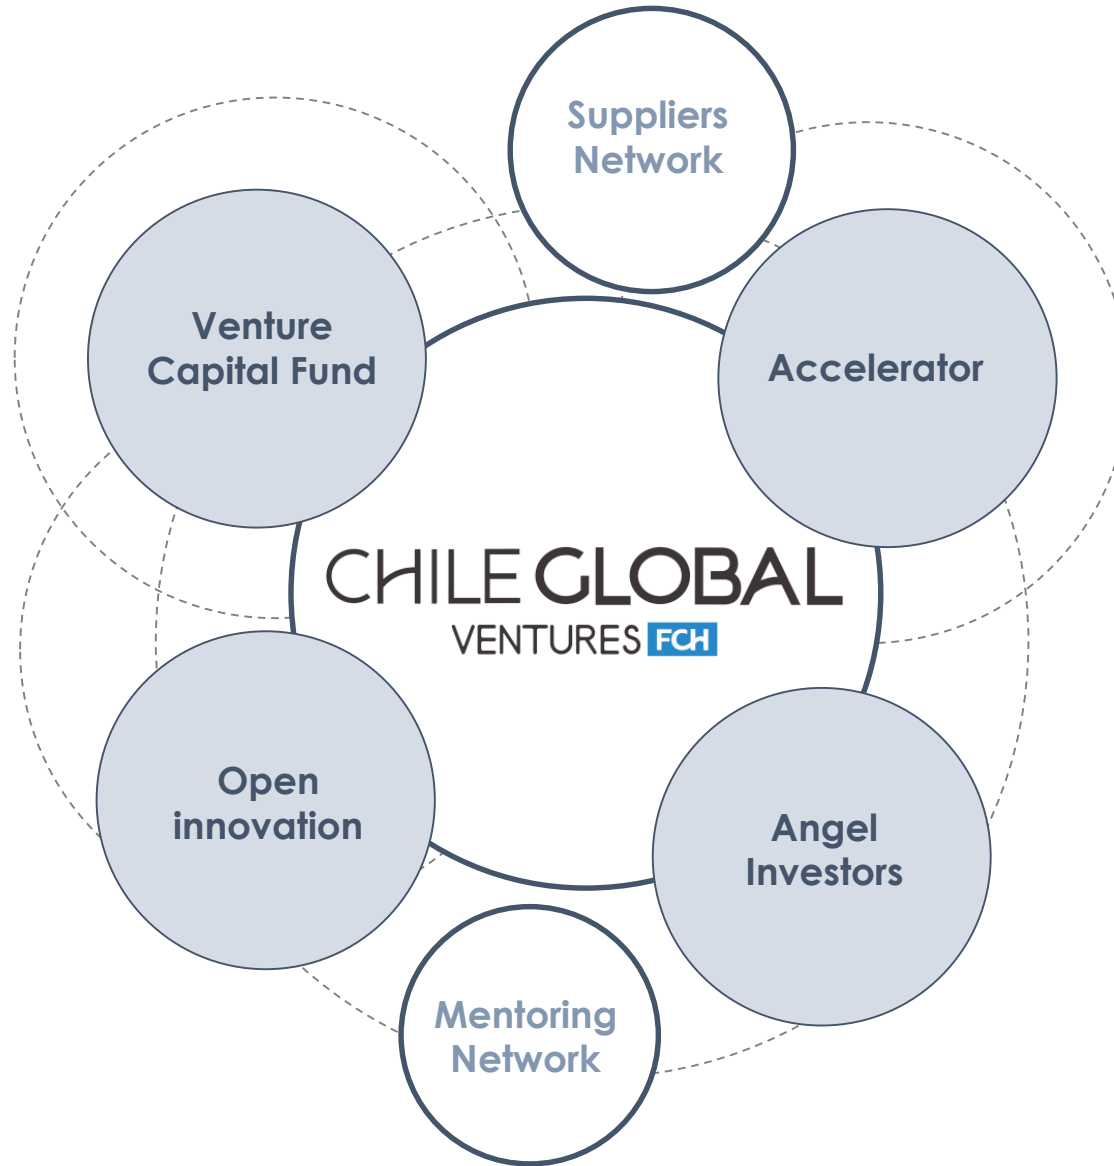 Suppliers
Network
Venture
Capital Fund
Accelerator
CHILE GLOBAL
VENTURES FCH
Open
innovation
Angel
Investors
Mentoring
Network